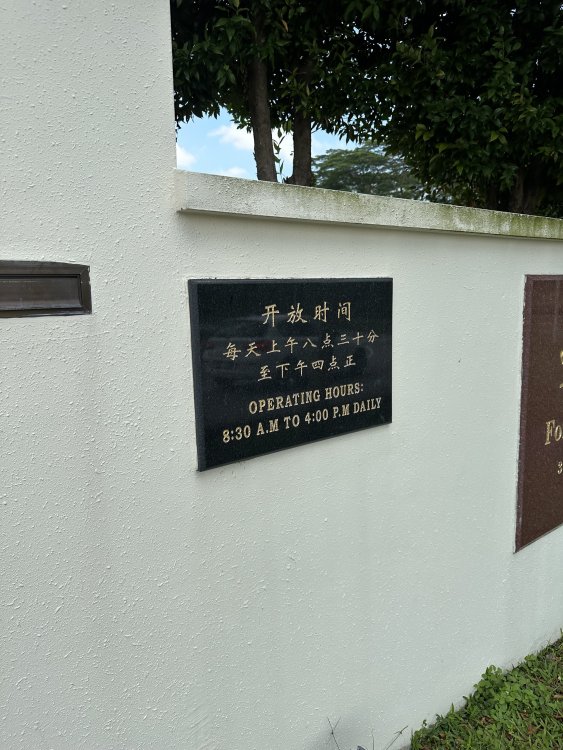 开放时间
每天上午八点三十分
至下午四点正
OPERATING HOURS:
8:30 A.M TO 4:00 P.M DAILY